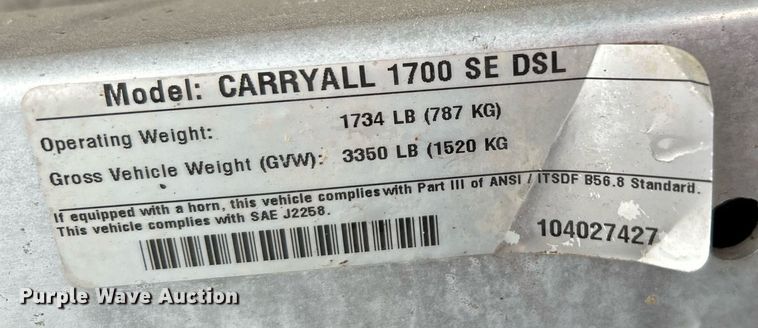 Model: CARRYALL 1700 SE DSL
Operating Weight: 1734 LB (787 KG)
Gross Vehicle Weight (GVW): 3350 LB (1520 KG
If equipped with a horn, this vehicle complies with Part III of ANSI / ITSDF B56.8 Standard.
This vehicle complies with SAE J2258.
104027427
Purple Wave Auction